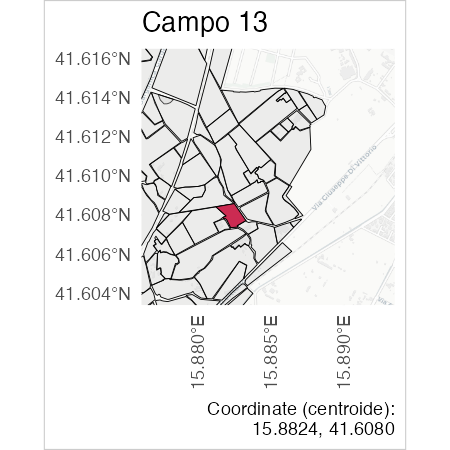 Campo 13
41.616°N
41.614°N
41.612°N
41.610°N
41.608°N
41.606°N
41.604°N
Via Giuseppe Di Vittorio
15.880°E
15.885°E
15.890°E
Coordinate (centroide):
15.8824, 41.6080